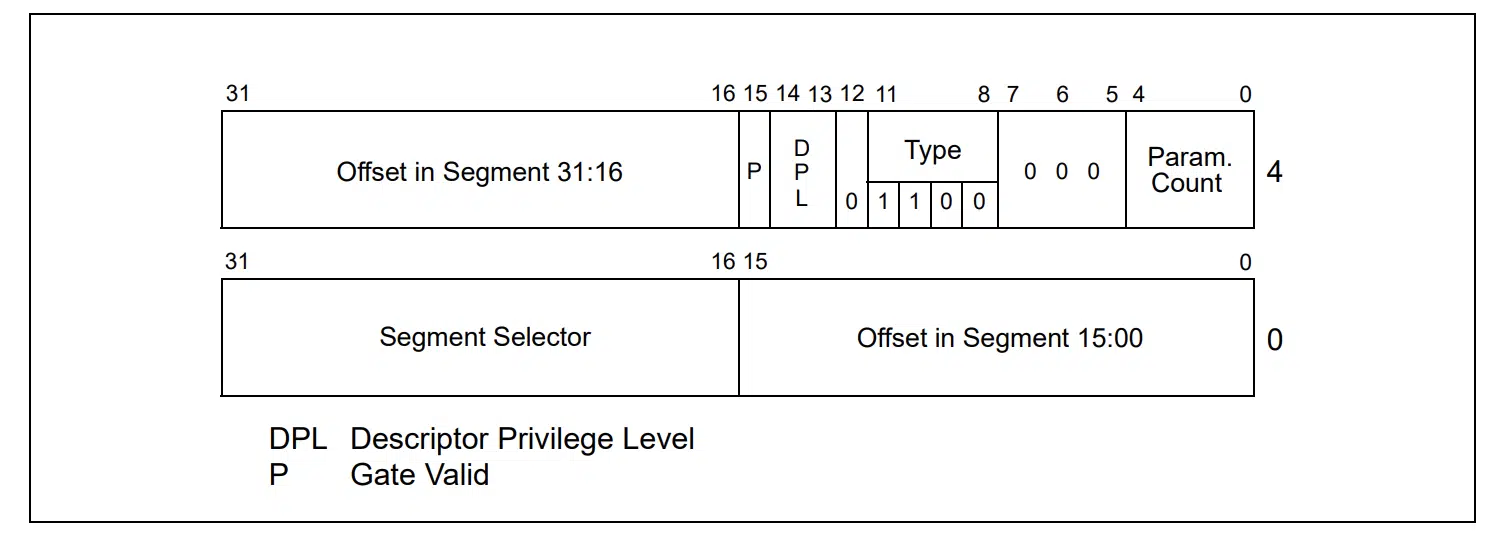 31 16 15 14 13 12 11 8 7 6 5 4 0
Offset in Segment 31:16 P D P L 0 Type 1 1 0 0 0 0 0 Param. Count 4
31 16 15 0
Segment Selector Offset in Segment 15:00 0
DPL Descriptor Privilege Level
P Gate Valid